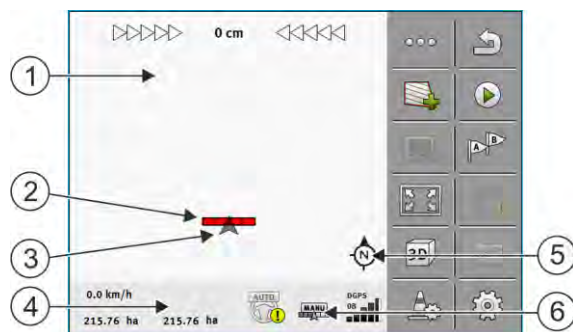 0 cm
1
A B
2
3
N
5
3D
4
0.0 km/h
AUTO
MANU
DGPS
08
6
215.76 ha 215.76 ha